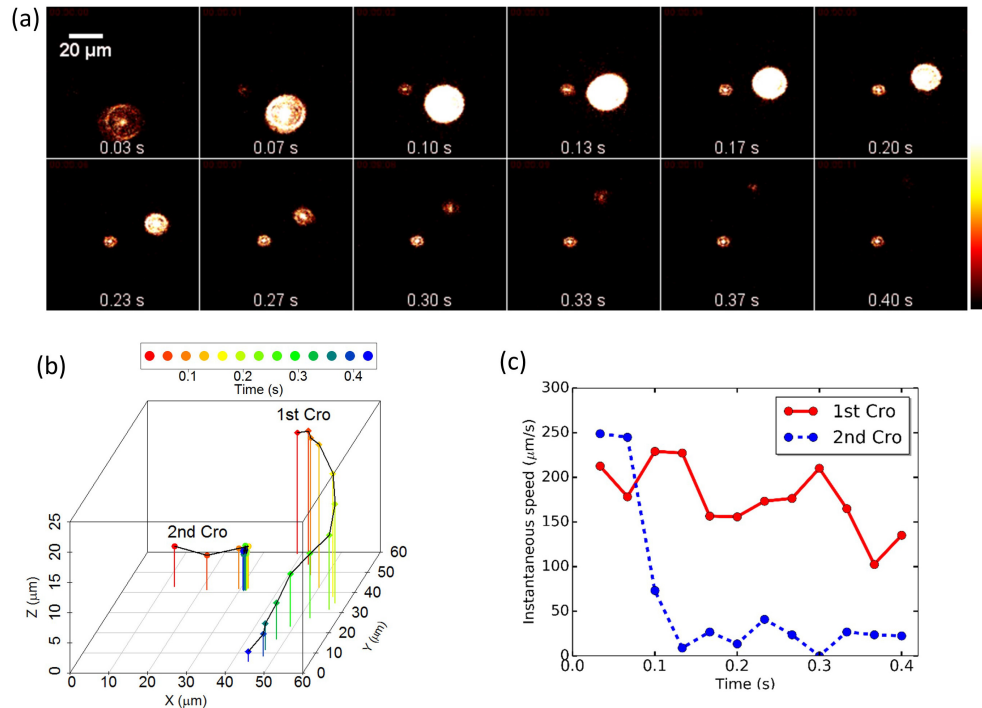 (a)
20 µm
0.03 s
0.07 s
0.10 s
0.13 s
0.17 s
0.20 s
0.23 s
0.27 s
0.30 s
0.33 s
0.37 s
0.40 s
(b)
0.1 0.2 0.3 0.4
Time (s)
1st Cro
2nd Cro
25
20
15
10
5
0
Z (µm)
0 10 20 30 40 50 60
X (µm)
0
10
20
30
40
50
60
Y (µm)
(c)
300
250
200
150
100
50
0
Instantaneous speed (µm/s)
1st Cro
2nd Cro
0.0 0.1 0.2 0.3 0.4
Time (s)